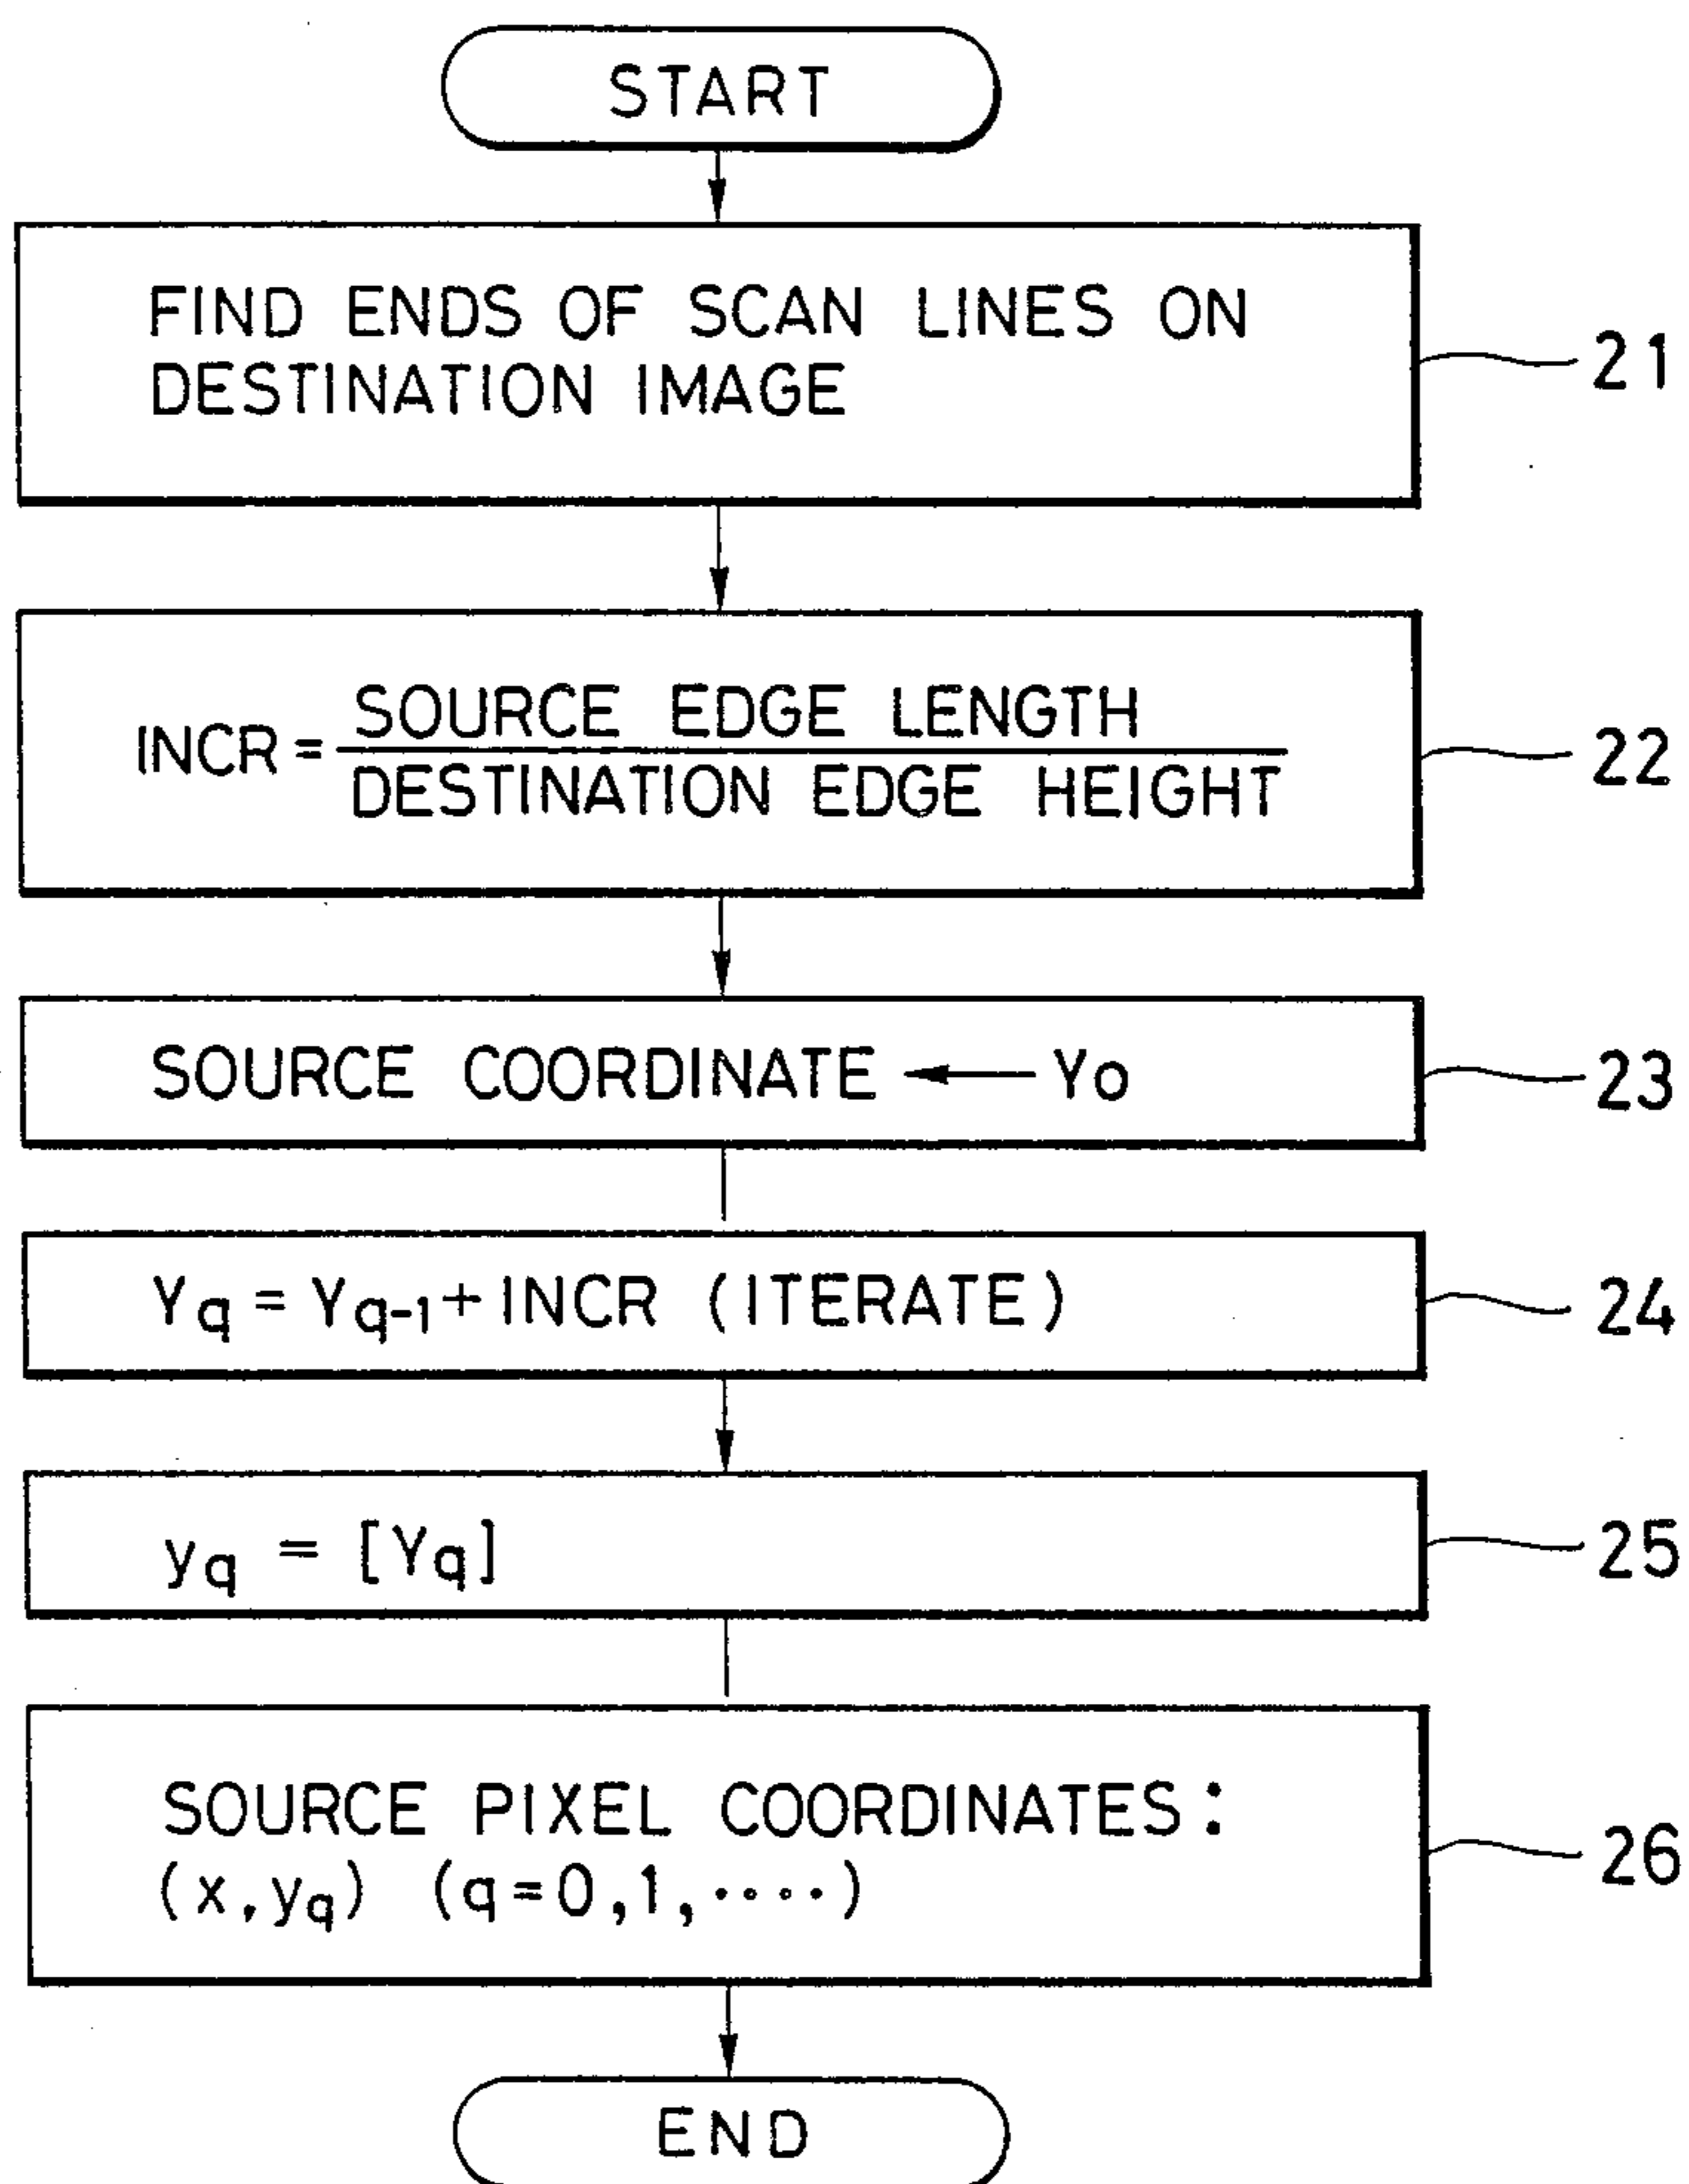 START
FIND ENDS OF SCAN LINES ON
DESTINATION IMAGE
21
SOURCE EDGE LENGTH
INCR =
DESTINATION EDGE HEIGHT
22
SOURCE COORDINATE ← Yo
23
Yq = Yq-1 + INCR (ITERATE)
24
yq = [Yq]
25
SOURCE PIXEL COORDINATES:
(x, yq) (q=0,1,····)
26
END